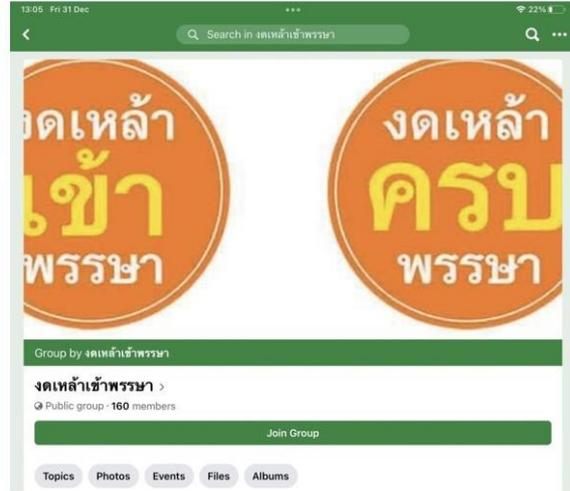 13:05 Fri 31 Dec
22%
Search in งดเหล้าเข้าพรรษา
งดเหล้า
เข้า
พรรษา
งดเหล้า
ครบ
พรรษา
Group by งดเหล้าเข้าพรรษา
งดเหล้าเข้าพรรษา
Public group · 160 members
Join Group
Topics Photos Events Files Albums